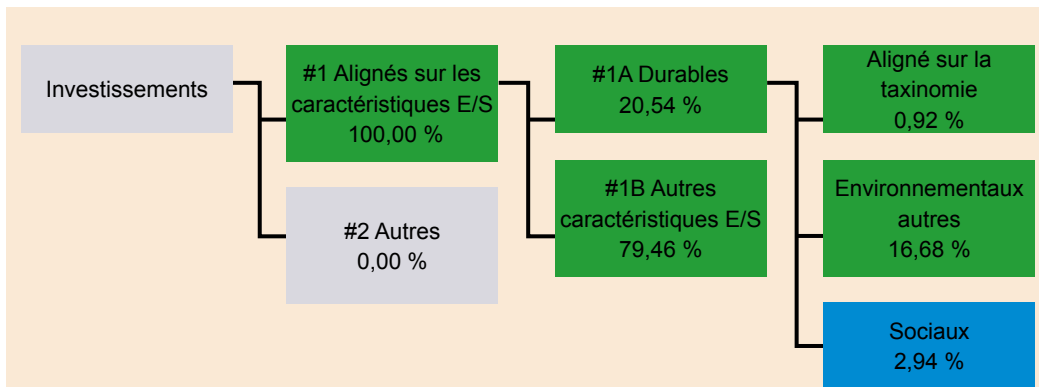 Investissements
#1 Alignés sur les
caractéristiques E/S
100,00 %
#2 Autres
0,00 %
#1A Durables
20,54 %
#1B Autres
caractéristiques E/S
79,46 %
Aligné sur la
taxinomie
0,92 %
Environnementaux
autres
16,68 %
Sociaux
2,94 %